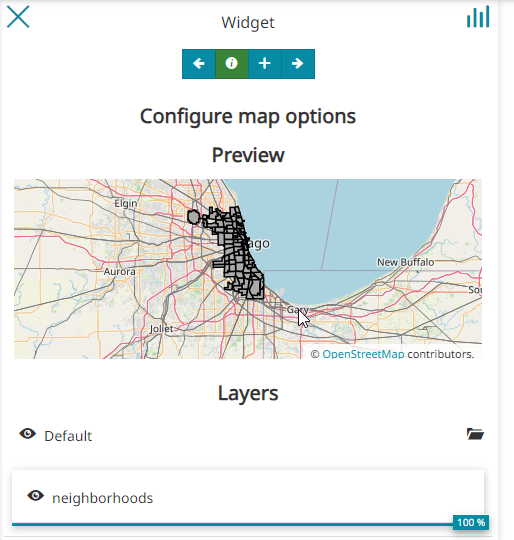 Widget
Configure map options
Preview
Elgin
ago
New Buffalo
Aurora
Sou
Gary
Joliet
© OpenStreetMap contributors.
Layers
Default
neighborhoods
100 %